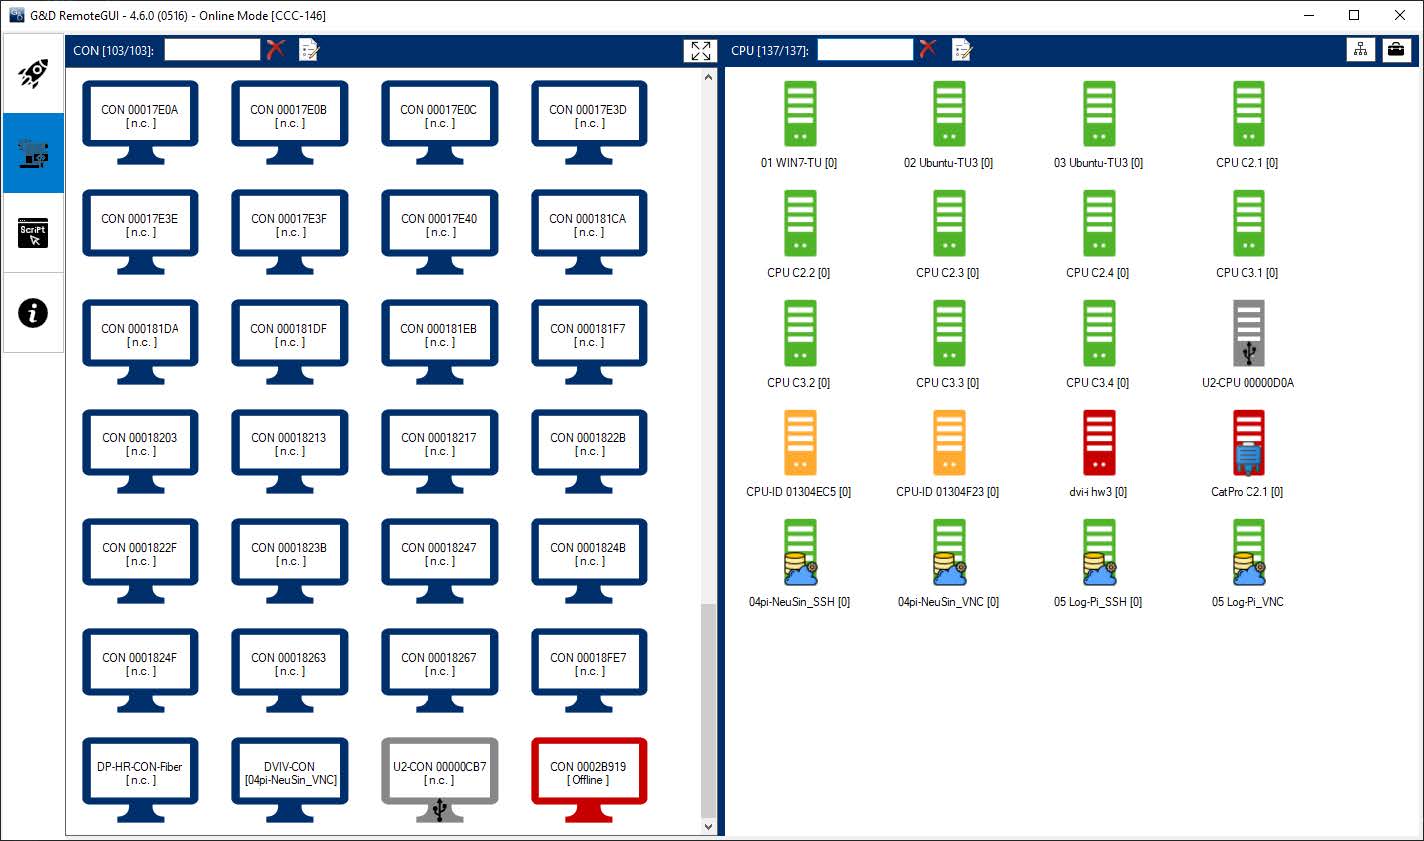 G&D RemoteGUI - 4.6.0 (0516) - Online Mode [CCC-146]
CON [103/103]:
CPU [137/137]:
Script
CON 00017E0A
[ n.c. ]
CON 00017E0B
[ n.c. ]
CON 00017E0C
[ n.c. ]
CON 00017E3D
[ n.c. ]
CON 00017E3E
[ n.c. ]
CON 00017E3F
[ n.c. ]
CON 00017E40
[ n.c. ]
CON 000181CA
[ n.c. ]
CON 000181DA
[ n.c. ]
CON 000181DF
[ n.c. ]
CON 000181EB
[ n.c. ]
CON 000181F7
[ n.c. ]
CON 00018203
[ n.c. ]
CON 00018213
[ n.c. ]
CON 00018217
[ n.c. ]
CON 0001822B
[ n.c. ]
CON 0001822F
[ n.c. ]
CON 0001823B
[ n.c. ]
CON 00018247
[ n.c. ]
CON 0001824B
[ n.c. ]
CON 0001824F
[ n.c. ]
CON 00018263
[ n.c. ]
CON 00018267
[ n.c. ]
CON 00018FE7
[ n.c. ]
DP-HR-CON-Fiber
[ n.c. ]
DVIV-CON
[04pi-NeuSin_VNC]
U2-CON 00000CB7
[ n.c. ]
CON 0002B919
[ Offline ]
01 WIN7-TU [0]
02 Ubuntu-TU3 [0]
03 Ubuntu-TU3 [0]
CPU C2.1 [0]
CPU C2.2 [0]
CPU C2.3 [0]
CPU C2.4 [0]
CPU C3.1 [0]
CPU C3.2 [0]
CPU C3.3 [0]
CPU C3.4 [0]
U2-CPU 00000D0A
CPU-ID 01304EC5 [0]
CPU-ID 01304F23 [0]
dvi-i hw3 [0]
CatPro C2.1 [0]
04pi-NeuSin_SSH [0]
04pi-NeuSin_VNC [0]
05 Log-Pi_SSH [0]
05 Log-Pi_VNC